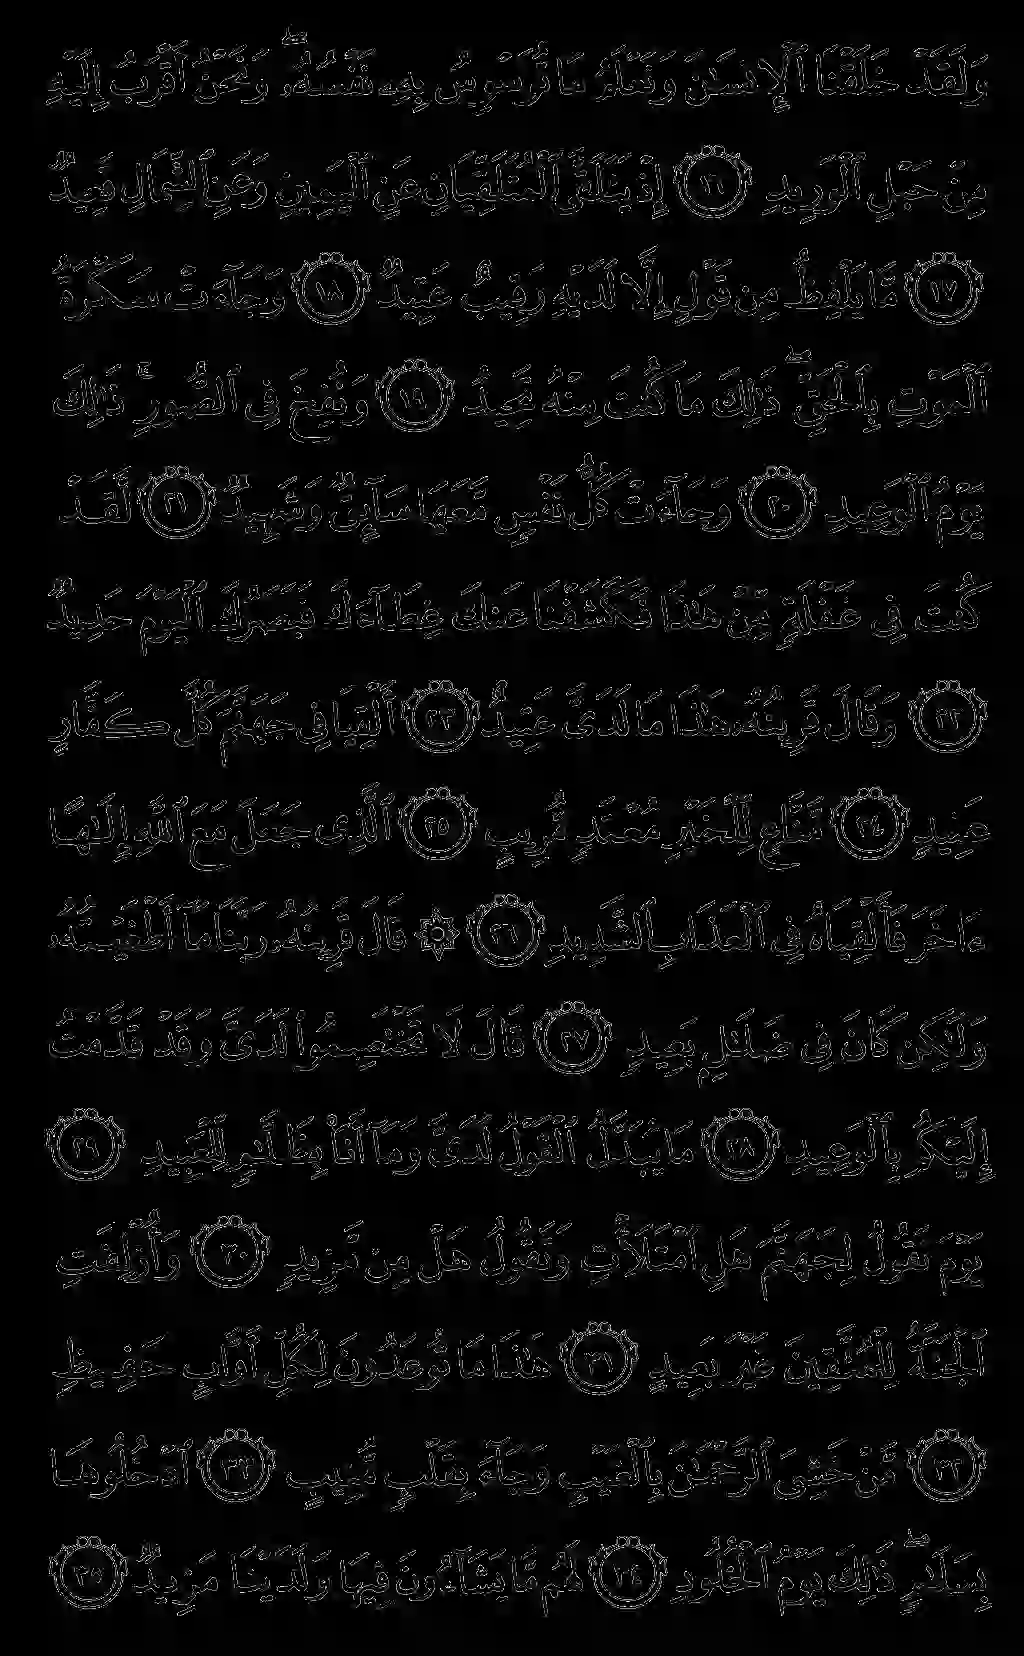 وَلَقَدْ خَلَقْنَا ٱلْإِنسَـٰنَ وَنَعْلَمُ مَا تُوَسْوِسُ بِهِۦ نَفْسُهُۥ ۖ وَنَحْنُ أَقْرَبُ إِلَيْهِ
مِنْ حَبْلِ ٱلْوَرِيدِ ١٦ إِذْ يَتَلَقَّى ٱلْمُتَلَقِّيَانِ عَنِ ٱلْيَمِينِ وَعَنِ ٱلشِّمَالِ قَعِيدٌ
١٧ مَّا يَلْفِظُ مِن قَوْلٍ إِلَّا لَدَيْهِ رَقِيبٌ عَتِيدٌ ١٨ وَجَآءَتْ سَكْرَةُ
ٱلْمَوْتِ بِٱلْحَقِّ ۖ ذَٰلِكَ مَا كُنتَ مِنْهُ تَحِيدُ ١٩ وَنُفِخَ فِى ٱلصُّورِ ۚ ذَٰلِكَ
يَوْمُ ٱلْوَعِيدِ ٢٠ وَجَآءَتْ كُلُّ نَفْسٍ مَّعَهَا سَآئِقٌ وَشَهِيدٌ ٢١ لَّقَدْ
كُنتَ فِى غَفْلَةٍ مِّنْ هَـٰذَا فَكَشَفْنَا عَنكَ غِطَآءَكَ فَبَصَرُكَ ٱلْيَوْمَ حَدِيدٌ
٢٢ وَقَالَ قَرِينُهُۥ هَـٰذَا مَا لَدَىَّ عَتِيدٌ ٢٣ أَلْقِيَا فِى جَهَنَّمَ كُلَّ كَفَّارٍ
عَنِيدٍ ٢٤ مَّنَّاعٍ لِّلْخَيْرِ مُعْتَدٍ مُّرِيبٍ ٢٥ ٱلَّذِى جَعَلَ مَعَ ٱللَّهِ إِلَـٰهًا
ءَاخَرَ فَأَلْقِيَاهُ فِى ٱلْعَذَابِ ٱلشَّدِيدِ ٢٦ ۞ قَالَ قَرِينُهُۥ رَبَّنَا مَآ أَطْغَيْتُهُۥ
وَلَـٰكِن كَانَ فِى ضَلَـٰلٍۭ بَعِيدٍ ٢٧ قَالَ لَا تَخْتَصِمُوا۟ لَدَىَّ وَقَدْ قَدَّمْتُ
إِلَيْكُم بِٱلْوَعِيدِ ٢٨ مَا يُبَدَّلُ ٱلْقَوْلُ لَدَىَّ وَمَآ أَنَا۠ بِظَلَّـٰمٍ لِّلْعَبِيدِ ٢٩
يَوْمَ نَقُولُ لِجَهَنَّمَ هَلِ ٱمْتَلَأْتِ وَتَقُولُ هَلْ مِن مَّزِيدٍ ٣٠ وَأُزْلِفَتِ
ٱلْجَنَّةُ لِلْمُتَّقِينَ غَيْرَ بَعِيدٍ ٣١ هَـٰذَا مَا تُوعَدُونَ لِكُلِّ أَوَّابٍ حَفِيظٍ
٣٢ مَّنْ خَشِىَ ٱلرَّحْمَـٰنَ بِٱلْغَيْبِ وَجَآءَ بِقَلْبٍ مُّنِيبٍ ٣٣ ٱدْخُلُوهَا
بِسَلَـٰمٍ ۖ ذَٰلِكَ يَوْمُ ٱلْخُلُودِ ٣٤ لَهُم مَّا يَشَآءُونَ فِيهَا وَلَدَيْنَا مَزِيدٌ ٣٥